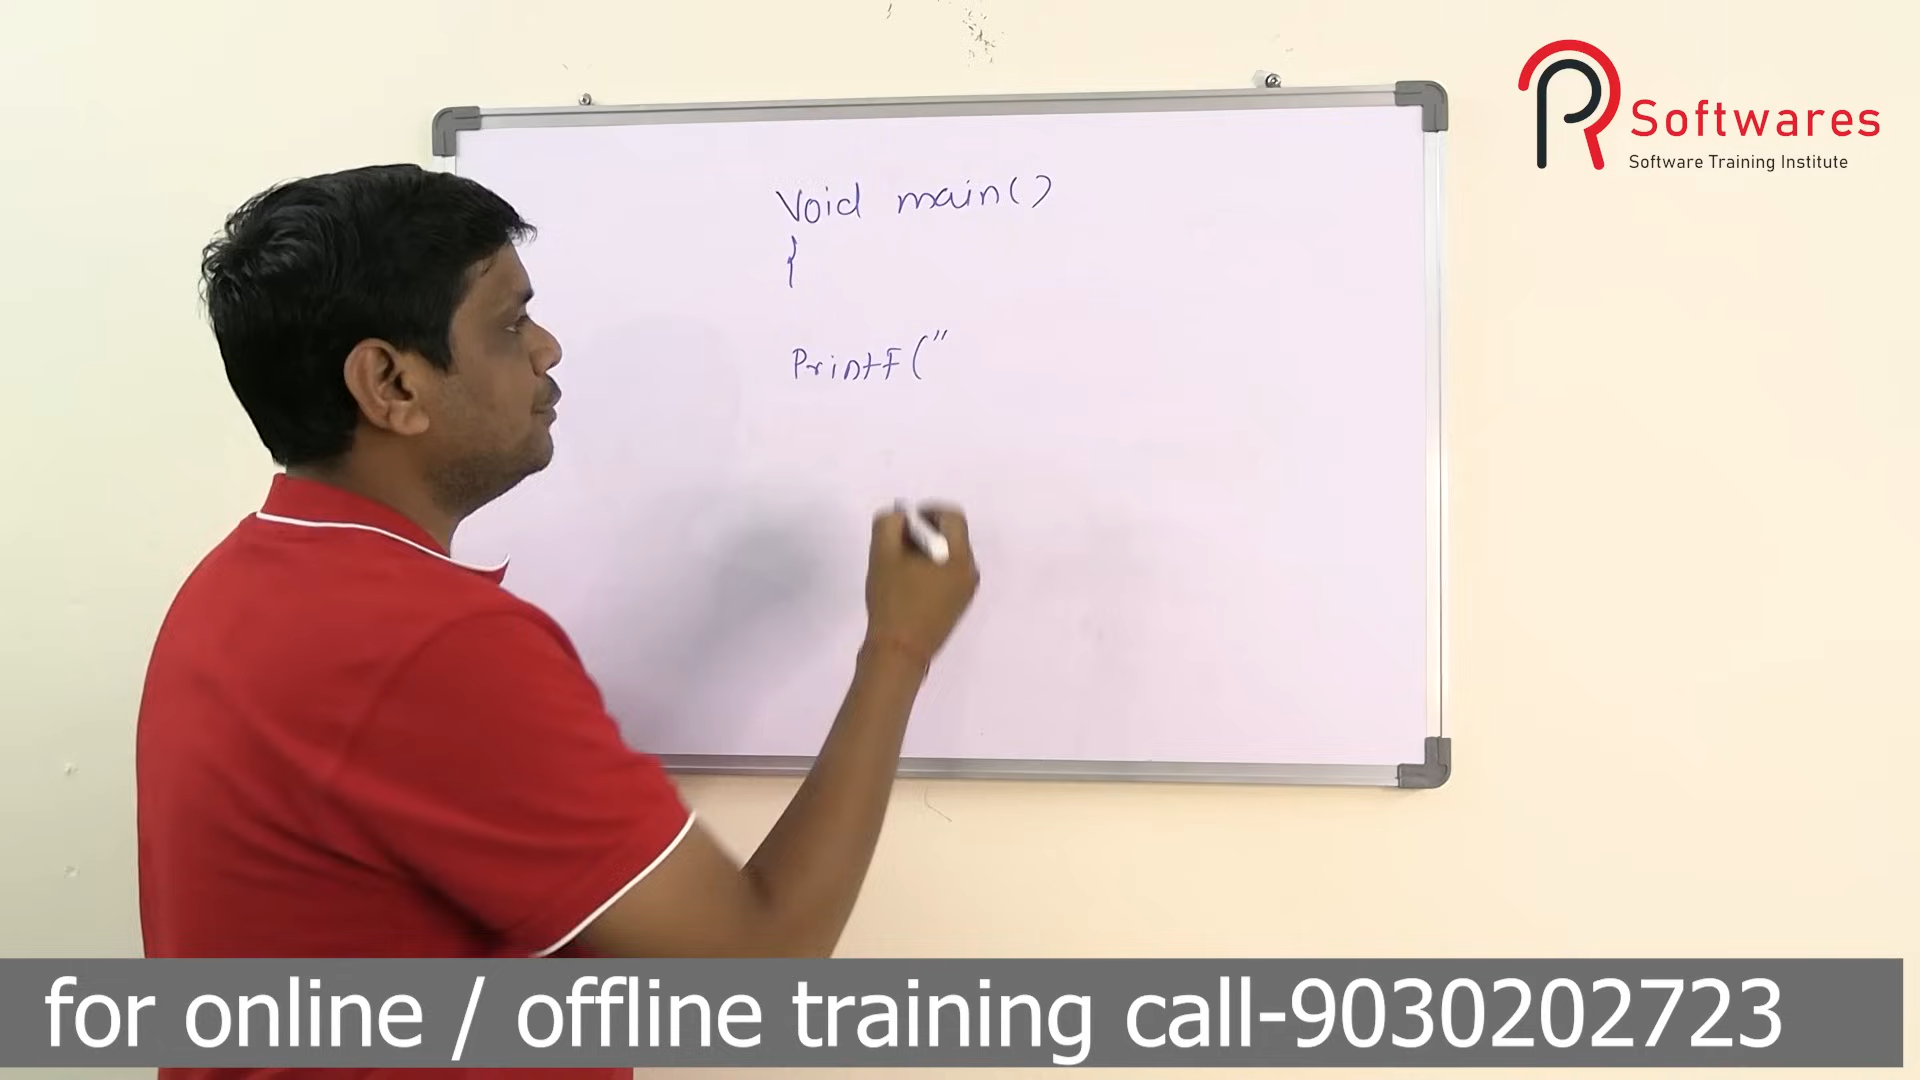 Softwares
Software Training Institute
Void main()
{
Printf("
for online / offline training call-9030202723